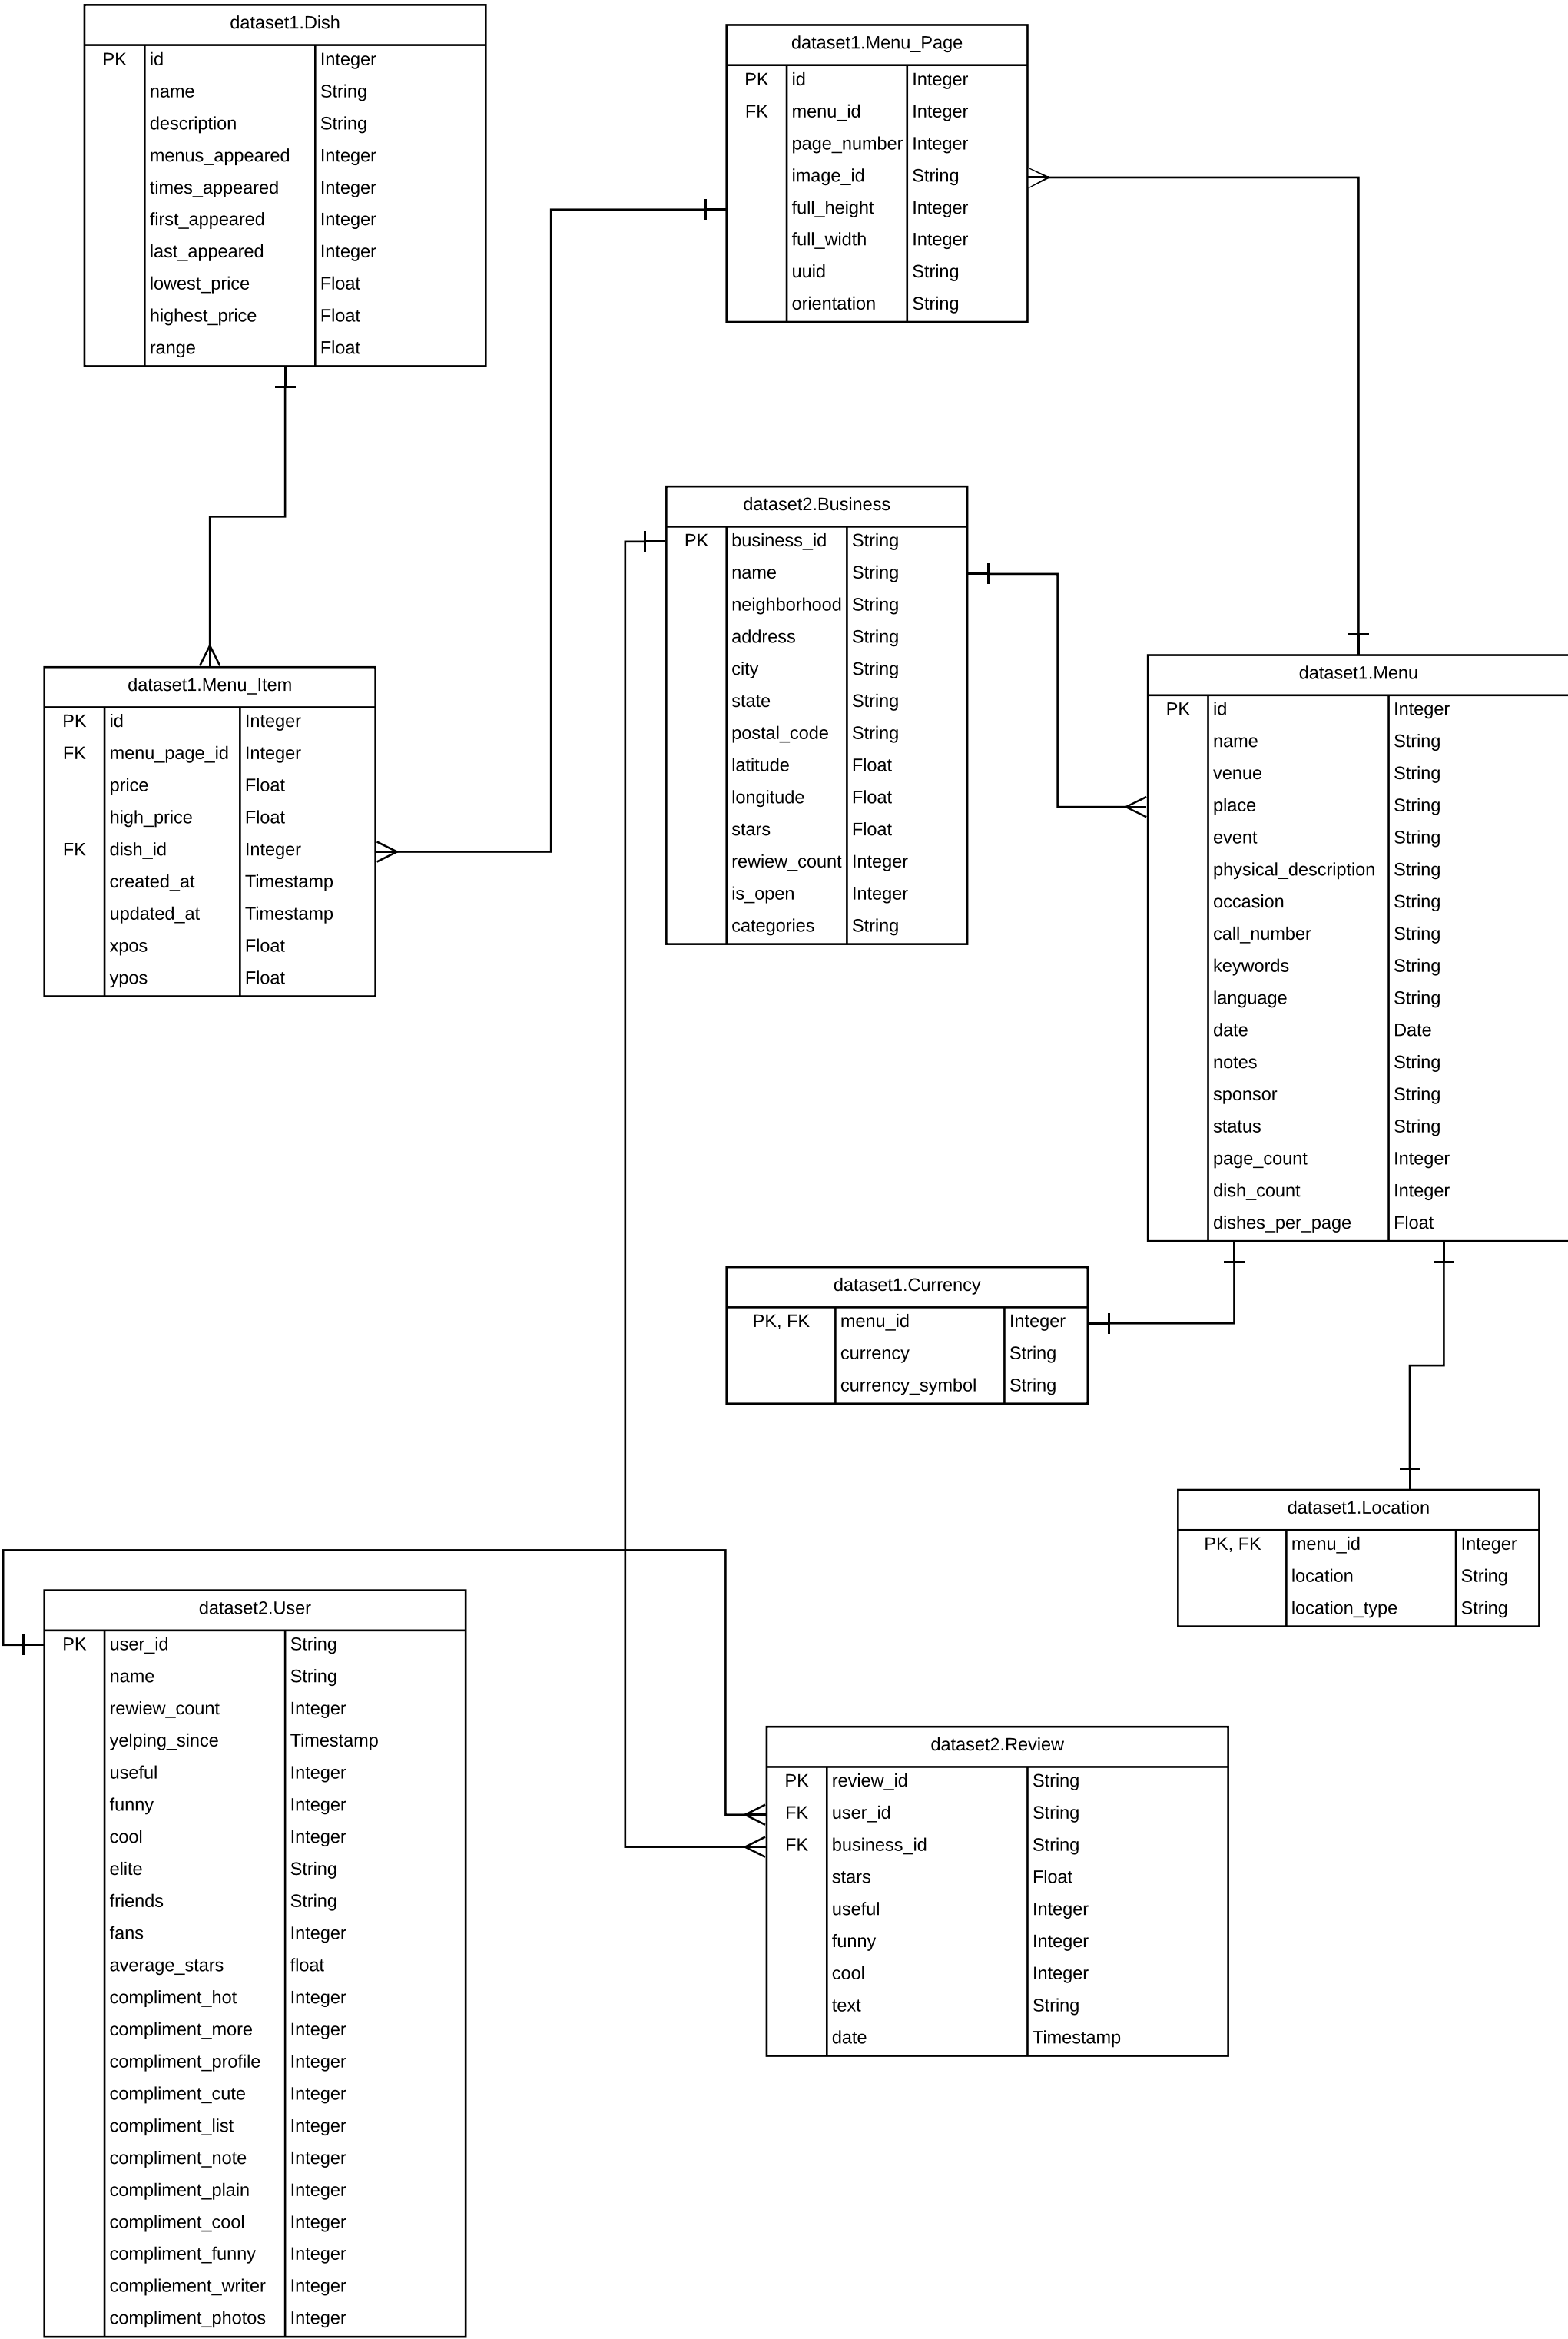 dataset1.Dish
PK id Integer
name String
description String
menus_appeared Integer
times_appeared Integer
first_appeared Integer
last_appeared Integer
lowest_price Float
highest_price Float
range Float
dataset1.Menu_Page
PK id Integer
FK menu_id Integer
page_number Integer
image_id String
full_height Integer
full_width Integer
uuid String
orientation String
dataset2.Business
PK business_id String
name String
neighborhood String
address String
city String
state String
postal_code String
latitude Float
longitude Float
stars Float
rewiew_count Integer
is_open Integer
categories String
dataset1.Menu_Item
PK id Integer
FK menu_page_id Integer
price Float
high_price Float
FK dish_id Integer
created_at Timestamp
updated_at Timestamp
xpos Float
ypos Float
dataset1.Menu
PK id Integer
name String
venue String
place String
event String
physical_description String
occasion String
call_number String
keywords String
language String
date Date
notes String
sponsor String
status String
page_count Integer
dish_count Integer
dishes_per_page Float
dataset1.Currency
PK, FK menu_id Integer
currency String
currency_symbol String
dataset1.Location
PK, FK menu_id Integer
location String
location_type String
dataset2.User
PK user_id String
name String
rewiew_count Integer
yelping_since Timestamp
useful Integer
funny Integer
cool Integer
elite String
friends String
fans Integer
average_stars float
compliment_hot Integer
compliment_more Integer
compliment_profile Integer
compliment_cute Integer
compliment_list Integer
compliment_note Integer
compliment_plain Integer
compliment_cool Integer
compliment_funny Integer
compliement_writer Integer
compliment_photos Integer
dataset2.Review
PK review_id String
FK user_id String
FK business_id String
stars Float
useful Integer
funny Integer
cool Integer
text String
date Timestamp